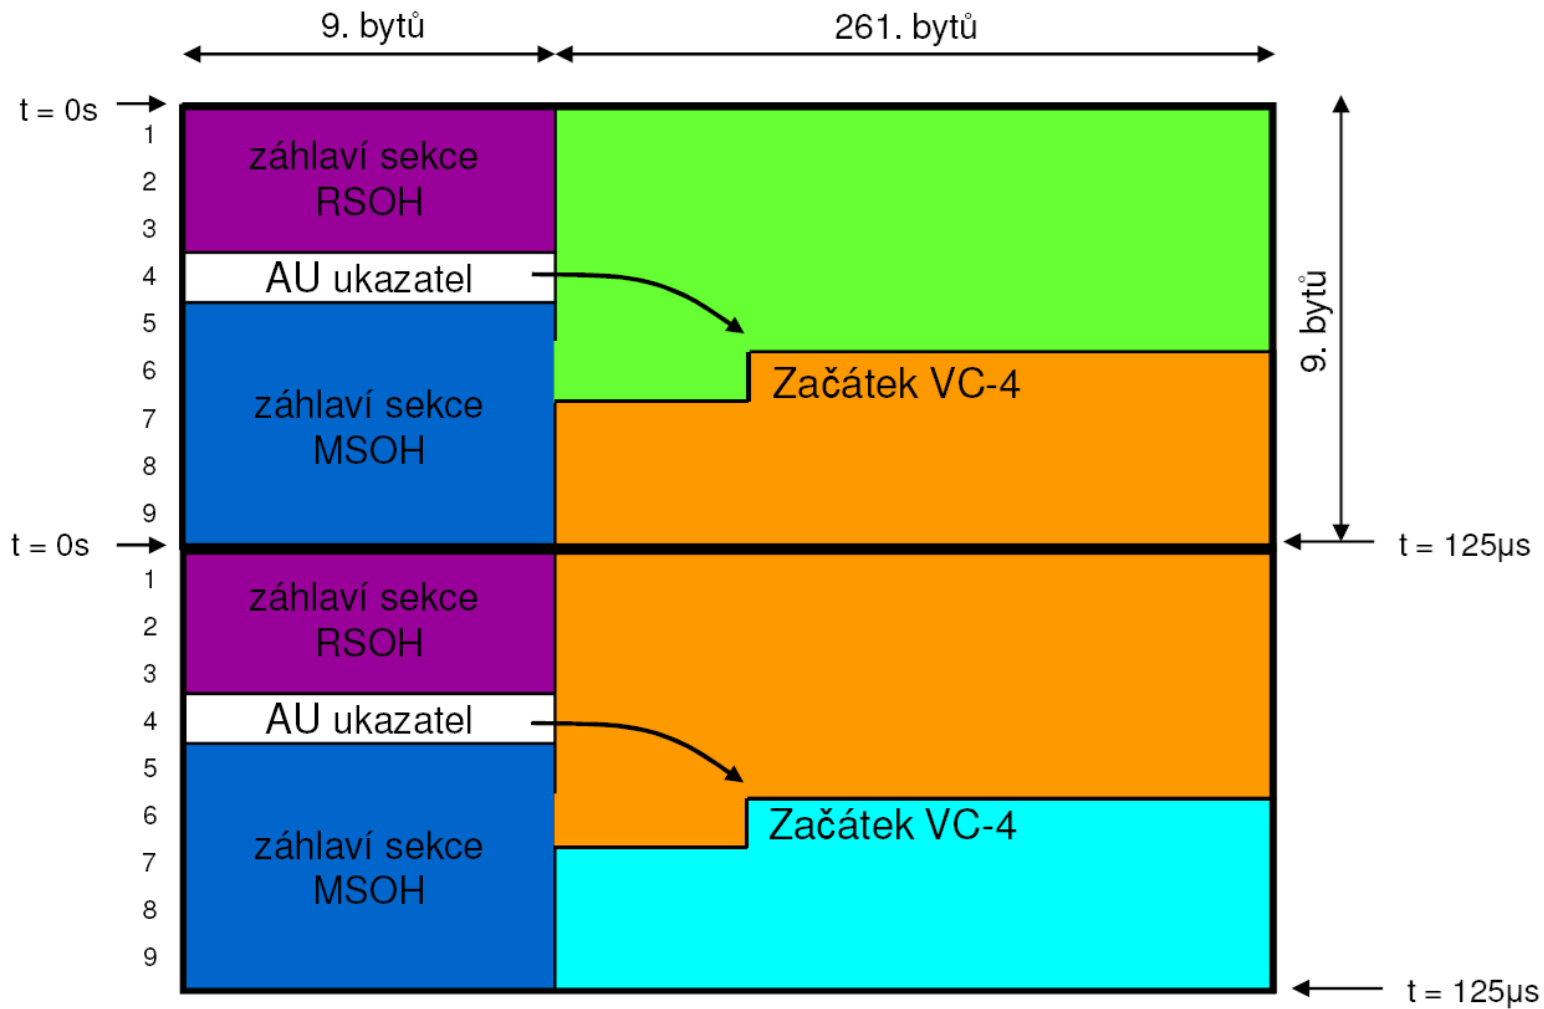 9. bytů
261. bytů
t = 0s
1
záhlaví sekce
2
RSOH
3
4
AU ukazatel
5
6
Začátek VC-4
9. bytů
7
záhlaví sekce
MSOH
8
9
t = 0s
t = 125µs
1
záhlaví sekce
2
RSOH
3
4
AU ukazatel
5
6
Začátek VC-4
7
záhlaví sekce
MSOH
8
9
t = 125µs